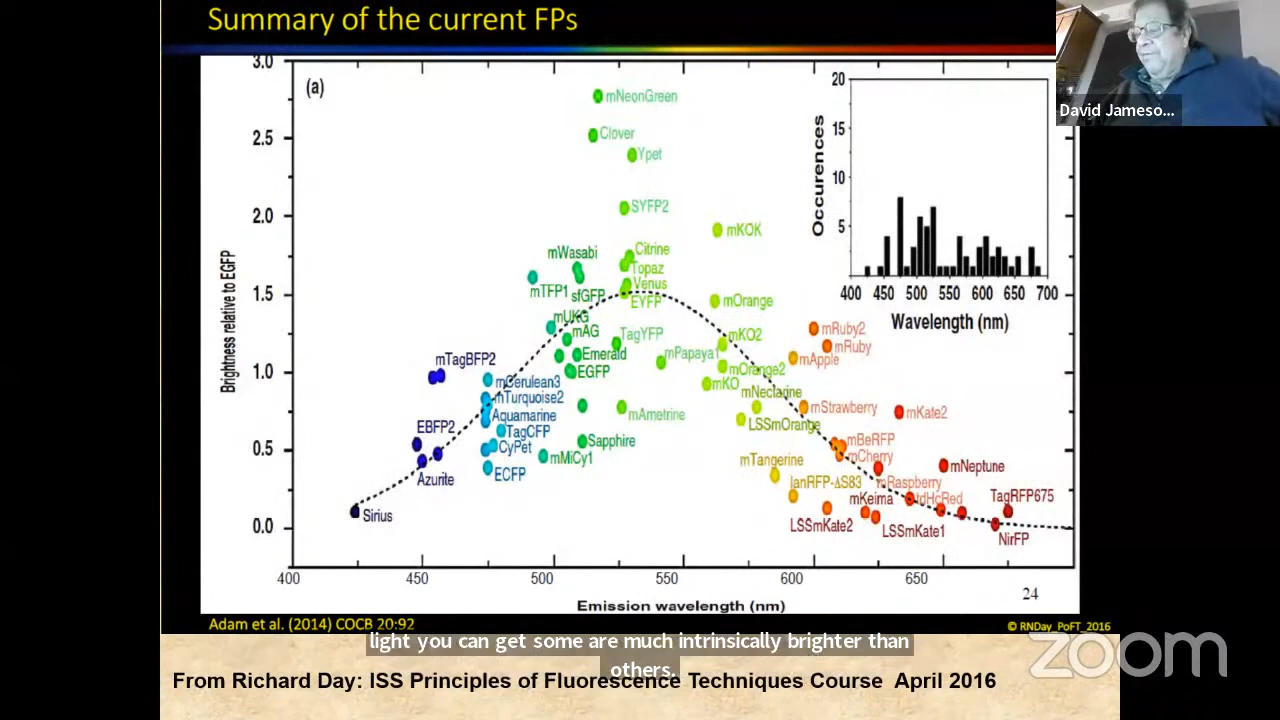 Summary of the current FPs
David Jameso...
(a)
3.0
2.5
2.0
1.5
1.0
0.5
0.0
Brightness relative to EGFP
400
450
500
550
600
650
Emission wavelength (nm)
mNeonGreen
Clover
Ypet
SYFP2
mKOK
mWasabi
Citrine
Topaz
mTFP1
sfGFP
Venus
EYFP
mOrange
mUKG
mAG
TagYFP
mKO2
mRuby2
mRuby
mTagBFP2
Emerald
mPapaya1
mApple
EGFP
mOrange2
mCerulean3
mKO
mNectarine
mTurquoise2
mStrawberry
mKate2
Aquamarine
mAmetrine
EBFP2
TagCFP
LSSmOrange
CyPet
Sapphire
mBeRFP
mCherry
mMiCy1
mTangerine
mNeptune
Azurite
ECFP
lanRFP-ΔS83
mRaspberry
Sirius
mKeima
tdHcRed
TagRFP675
LSSmKate2
LSSmKate1
NirFP
20
15
10
5
Occurences
400 450 500 550 600 650 700
Wavelength (nm)
24
Adam et al. (2014) COCB 20:92
© RNDay_PoFT_2016
light you can get some are much intrinsically brighter than
others.
From Richard Day: ISS Principles of Fluorescence Techniques Course April 2016
zoom